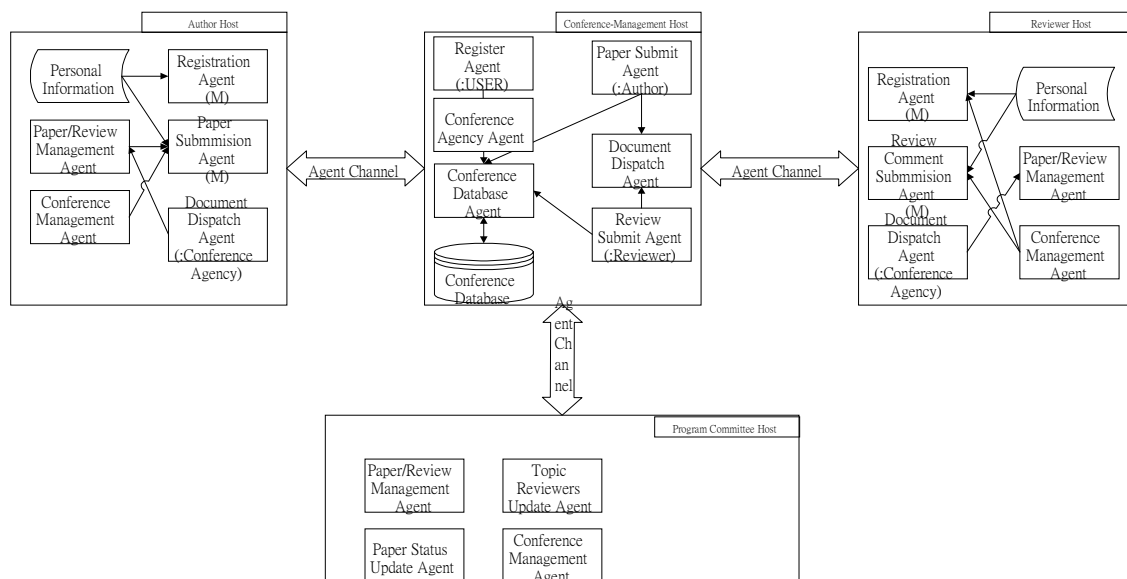 Author Host
Personal
Information
Registration
Agent
(M)
Paper/Review
Management
Agent
Paper
Submmision
Agent
(M)
Conference
Management
Agent
Document
Dispatch
Agent
(:Conference
Agency)
Agent Channel
Conference-Management Host
Register
Agent
(:USER)
Paper Submit
Agent
(:Author)
Conference
Agency Agent
Document
Dispatch
Agent
Conference
Database
Agent
Review
Submit Agent
(:Reviewer)
Conference
Database
Agent Channel
Reviewer Host
Registration
Agent
(M)
Personal
Information
Review
Comment
Submmision
Agent
(M)
Paper/Review
Management
Agent
Document
Dispatch
Agent
(:Conference
Agency)
Conference
Management
Agent
Ag
ent
Ch
an
nel
Program Committee Host
Paper/Review
Management
Agent
Topic
Reviewers
Update Agent
Paper Status
Update Agent
Conference
Management
Agent